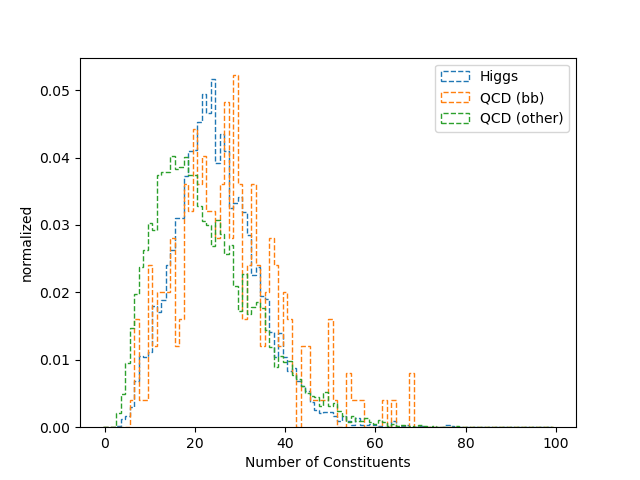 Higgs
QCD (bb)
QCD (other)
0.05
0.04
0.03
0.02
0.01
0.00
normalized
0 20 40 60 80 100
Number of Constituents